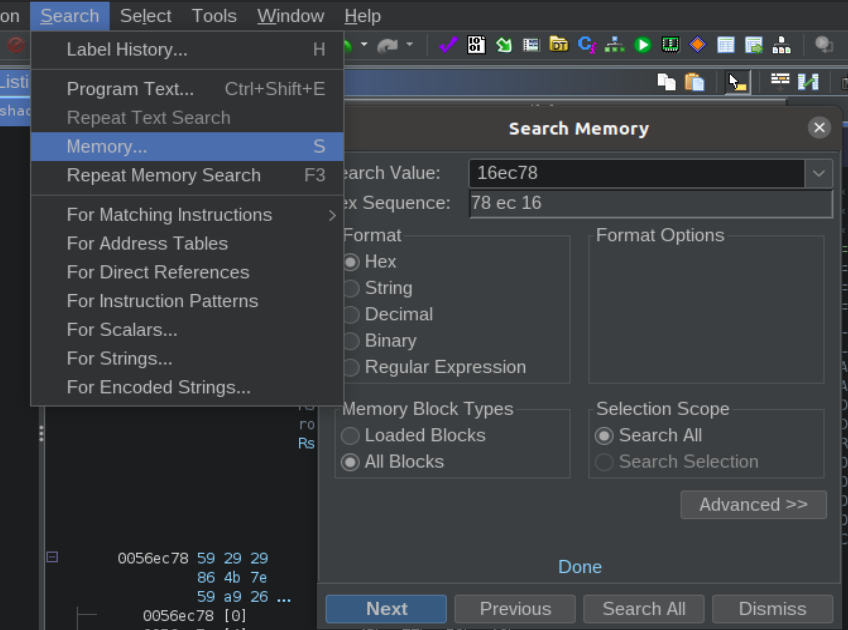 on Search Select Tools Window Help
Label History... H
Listi
Program Text... Ctrl+Shift+E
shad
Repeat Text Search
Search Memory
Memory... S
Repeat Memory Search F3
earch Value: 16ec78
ex Sequence: 78 ec 16
For Matching Instructions
For Address Tables
For Direct References
For Instruction Patterns
For Scalars...
For Strings...
For Encoded Strings...
Format
Hex
String
Decimal
Binary
Regular Expression
Format Options
Memory Block Types
Loaded Blocks
All Blocks
Selection Scope
Search All
Search Selection
Advanced >>
ro
Rs
Done
Next Previous Search All Dismiss
0056ec78 59 29 29
86 4b 7e
59 a9 26 ...
0056ec78 [0]